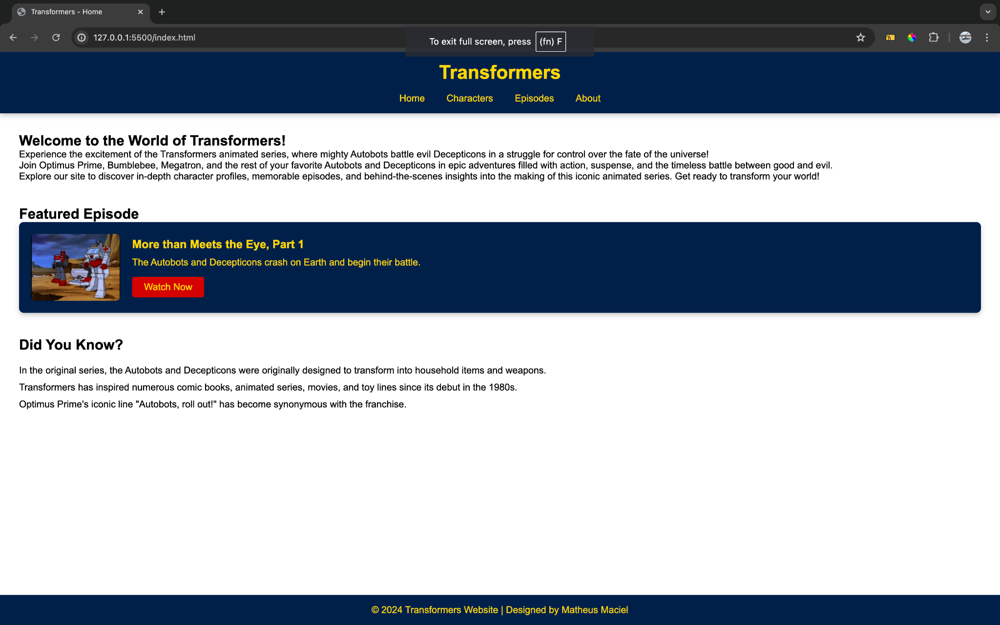 Transformers - Home
127.0.0.1:5500/index.html
To exit full screen, press (fn) F
Transformers
Home Characters Episodes About
Welcome to the World of Transformers!
Experience the excitement of the Transformers animated series, where mighty Autobots battle evil Decepticons in a struggle for control over the fate of the universe!
Join Optimus Prime, Bumblebee, Megatron, and the rest of your favorite Autobots and Decepticons in epic adventures filled with action, suspense, and the timeless battle between good and evil.
Explore our site to discover in-depth character profiles, memorable episodes, and behind-the-scenes insights into the making of this iconic animated series. Get ready to transform your world!
Featured Episode
More than Meets the Eye, Part 1
The Autobots and Decepticons crash on Earth and begin their battle.
Watch Now
Did You Know?
In the original series, the Autobots and Decepticons were originally designed to transform into household items and weapons.
Transformers has inspired numerous comic books, animated series, movies, and toy lines since its debut in the 1980s.
Optimus Prime's iconic line "Autobots, roll out!" has become synonymous with the franchise.
© 2024 Transformers Website | Designed by Matheus Maciel